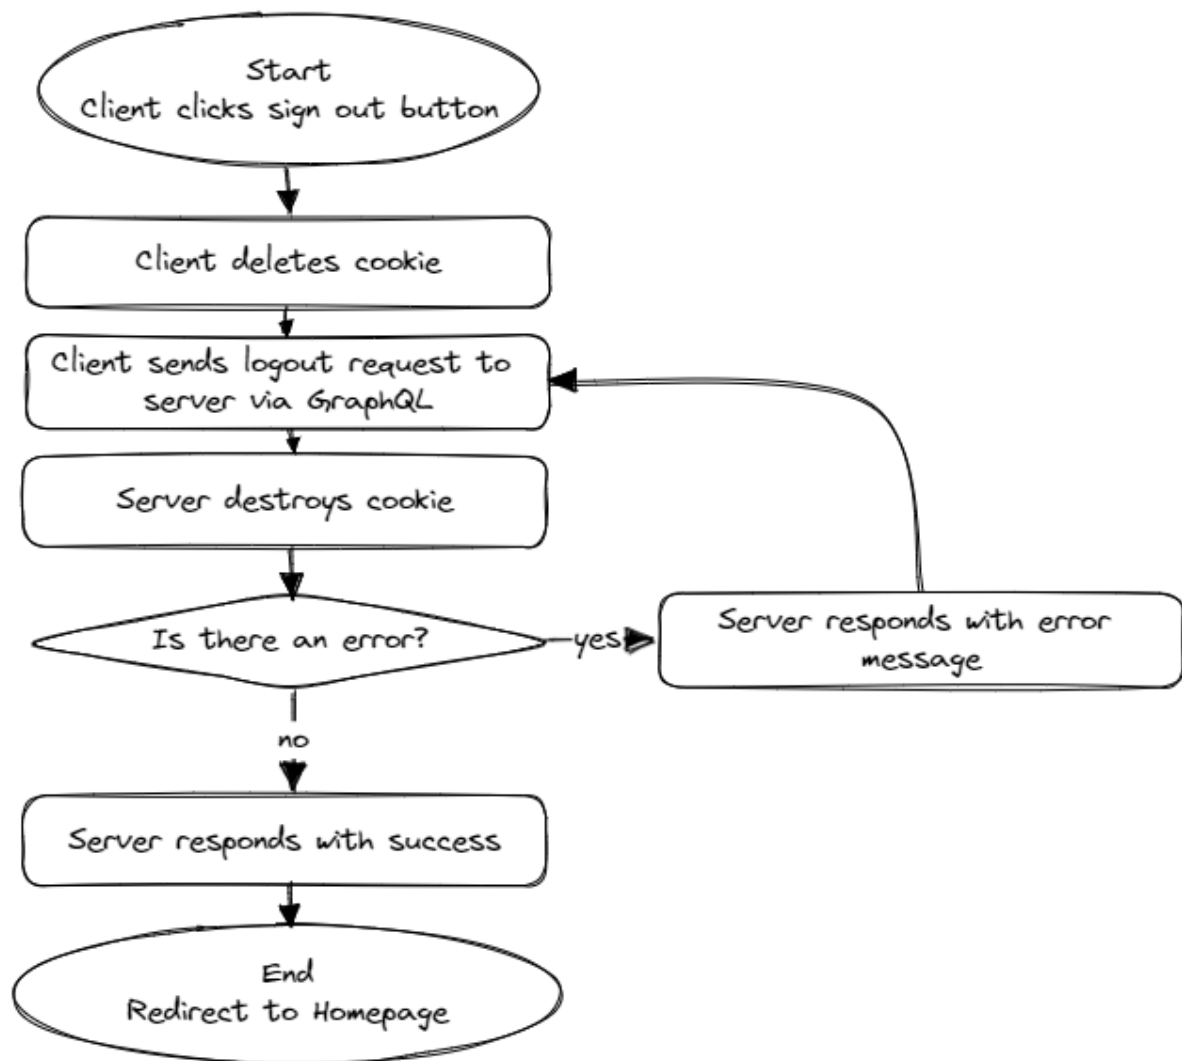 Start
Client clicks sign out button
Client deletes cookie
Client sends logout request to
server via GraphQL
Server destroys cookie
Is there an error?
yes
Server responds with error
message
no
Server responds with success
End
Redirect to Homepage